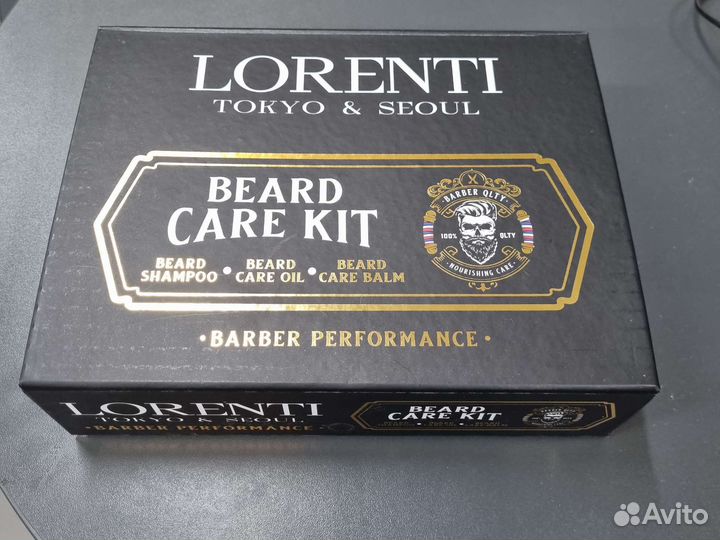 LORENTI
TOKYO & SEOUL
BEARD
CARE KIT
BEARD SHAMPOO • BEARD CARE OIL • BEARD CARE BALM
X
BARBER QLTY
100% QLTY
NOURISHING CARE
• BARBER PERFORMANCE •
LORENTI
TOKYO & SEOUL
• BARBER PERFORMANCE
BEARD
CARE KIT
Avito